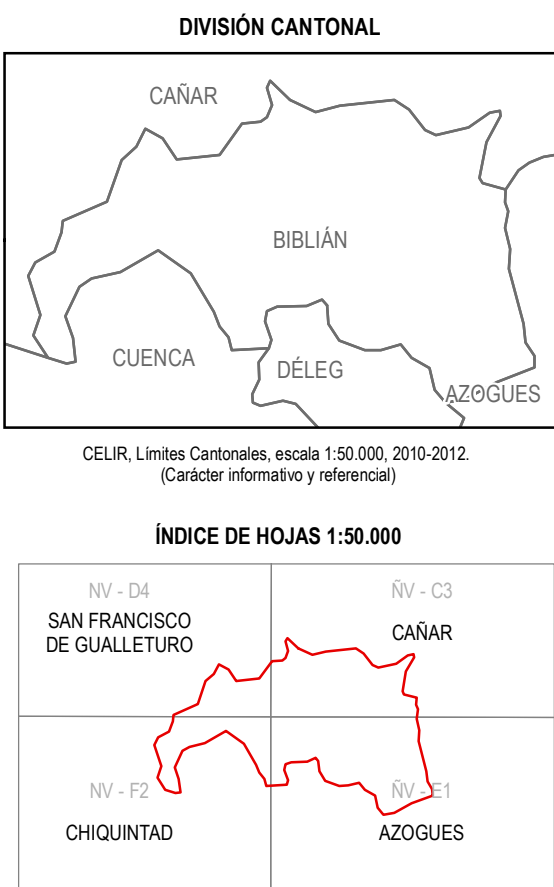 DIVISIÓN CANTONAL
CAÑAR
BIBLIÁN
CUENCA
DÉLEG
AZOGUES
CELIR, Límites Cantonales, escala 1:50.000, 2010-2012.
(Carácter informativo y referencial)
ÍNDICE DE HOJAS 1:50.000
NV - D4
SAN FRANCISCO
DE GUALLETURO
ÑV - C3
CAÑAR
NV - F2
CHIQUINTAD
ÑV - E1
AZOGUES